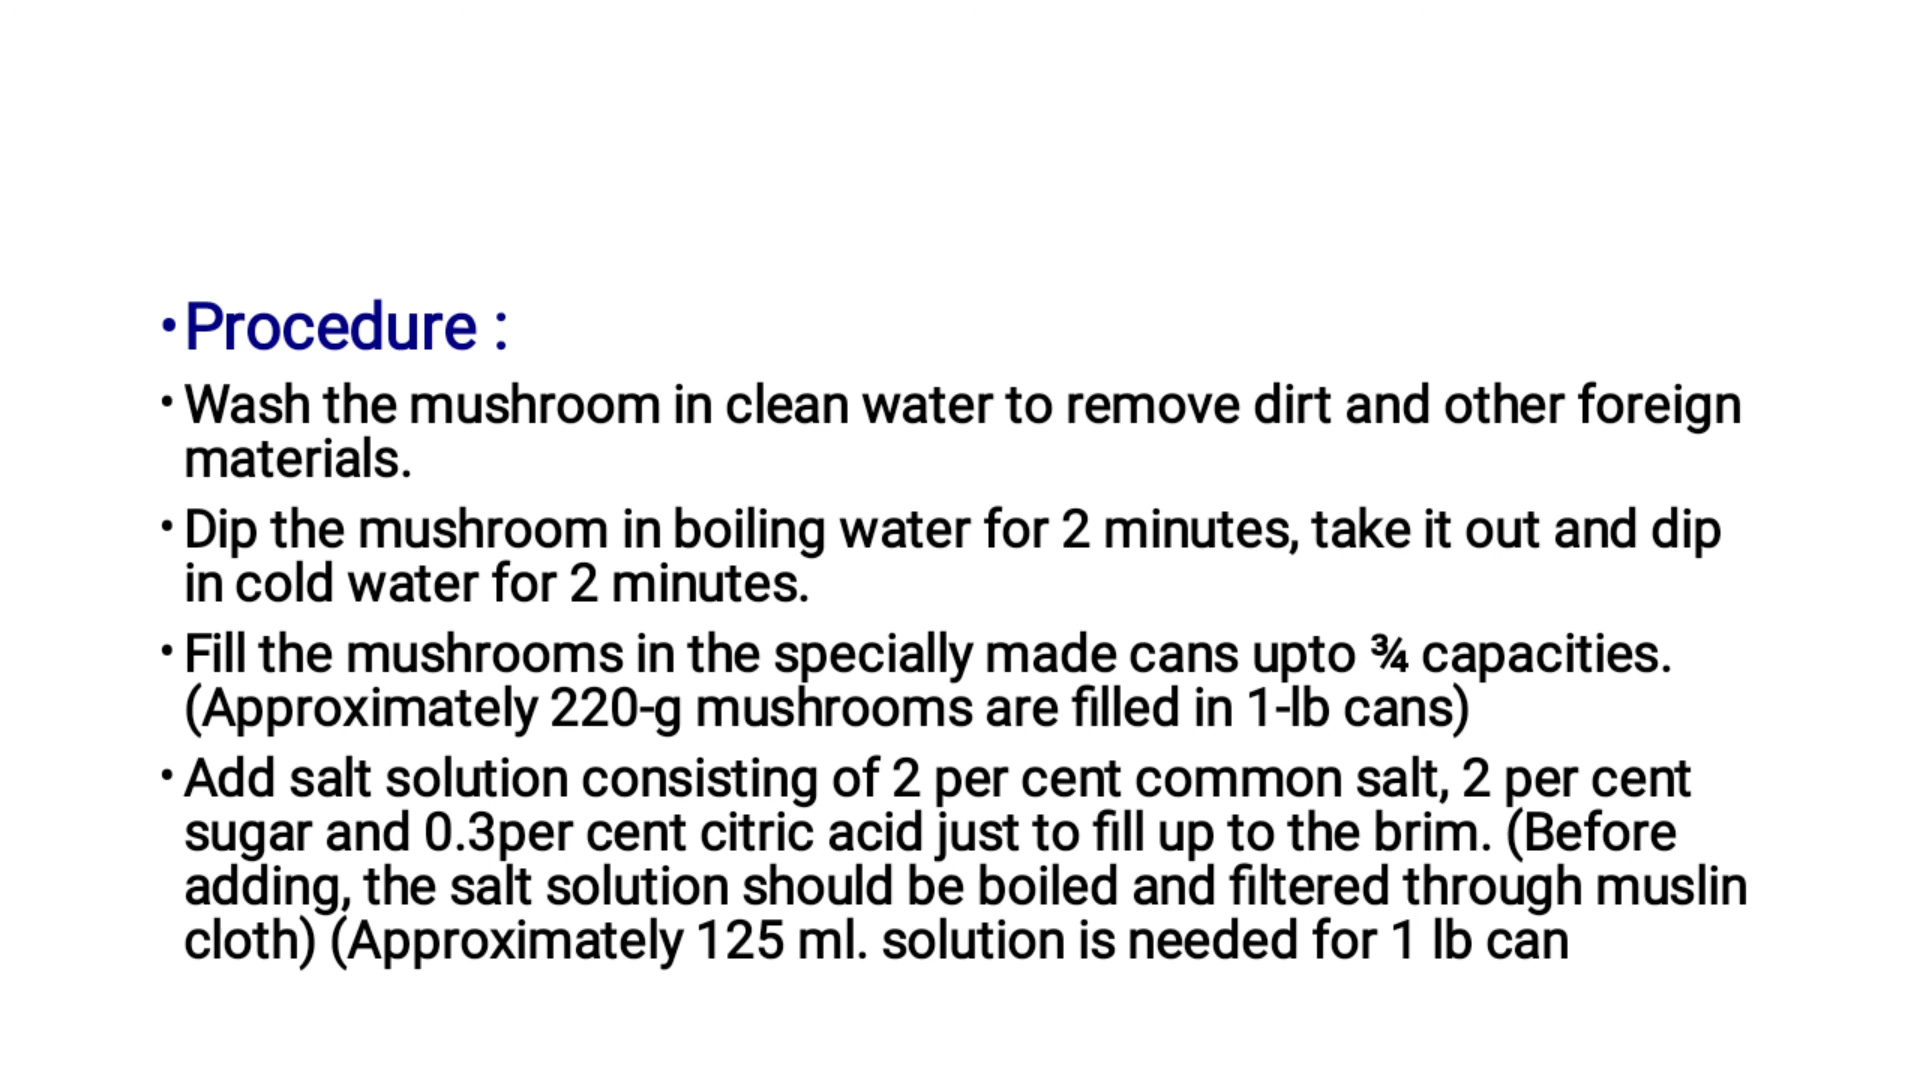 •Procedure :
• Wash the mushroom in clean water to remove dirt and other foreign
materials.
• Dip the mushroom in boiling water for 2 minutes, take it out and dip
in cold water for 2 minutes.
• Fill the mushrooms in the specially made cans upto ¾ capacities.
(Approximately 220-g mushrooms are filled in 1-lb cans)
• Add salt solution consisting of 2 per cent common salt, 2 per cent
sugar and 0.3per cent citric acid just to fill up to the brim. (Before
adding, the salt solution should be boiled and filtered through muslin
cloth) (Approximately 125 ml. solution is needed for 1 lb can